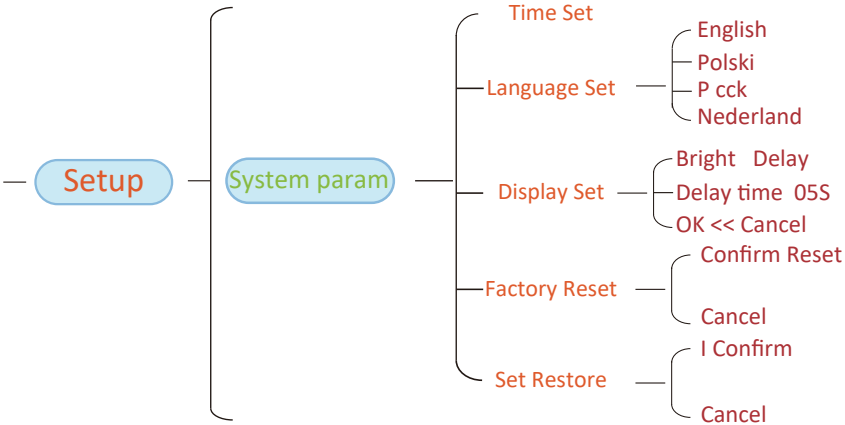 Setup
System param
Time Set
Language Set
English
Polski
P cck
Nederland
Display Set
Bright Delay
Delay time 05S
OK << Cancel
Factory Reset
Confirm Reset
Cancel
Set Restore
I Confirm
Cancel